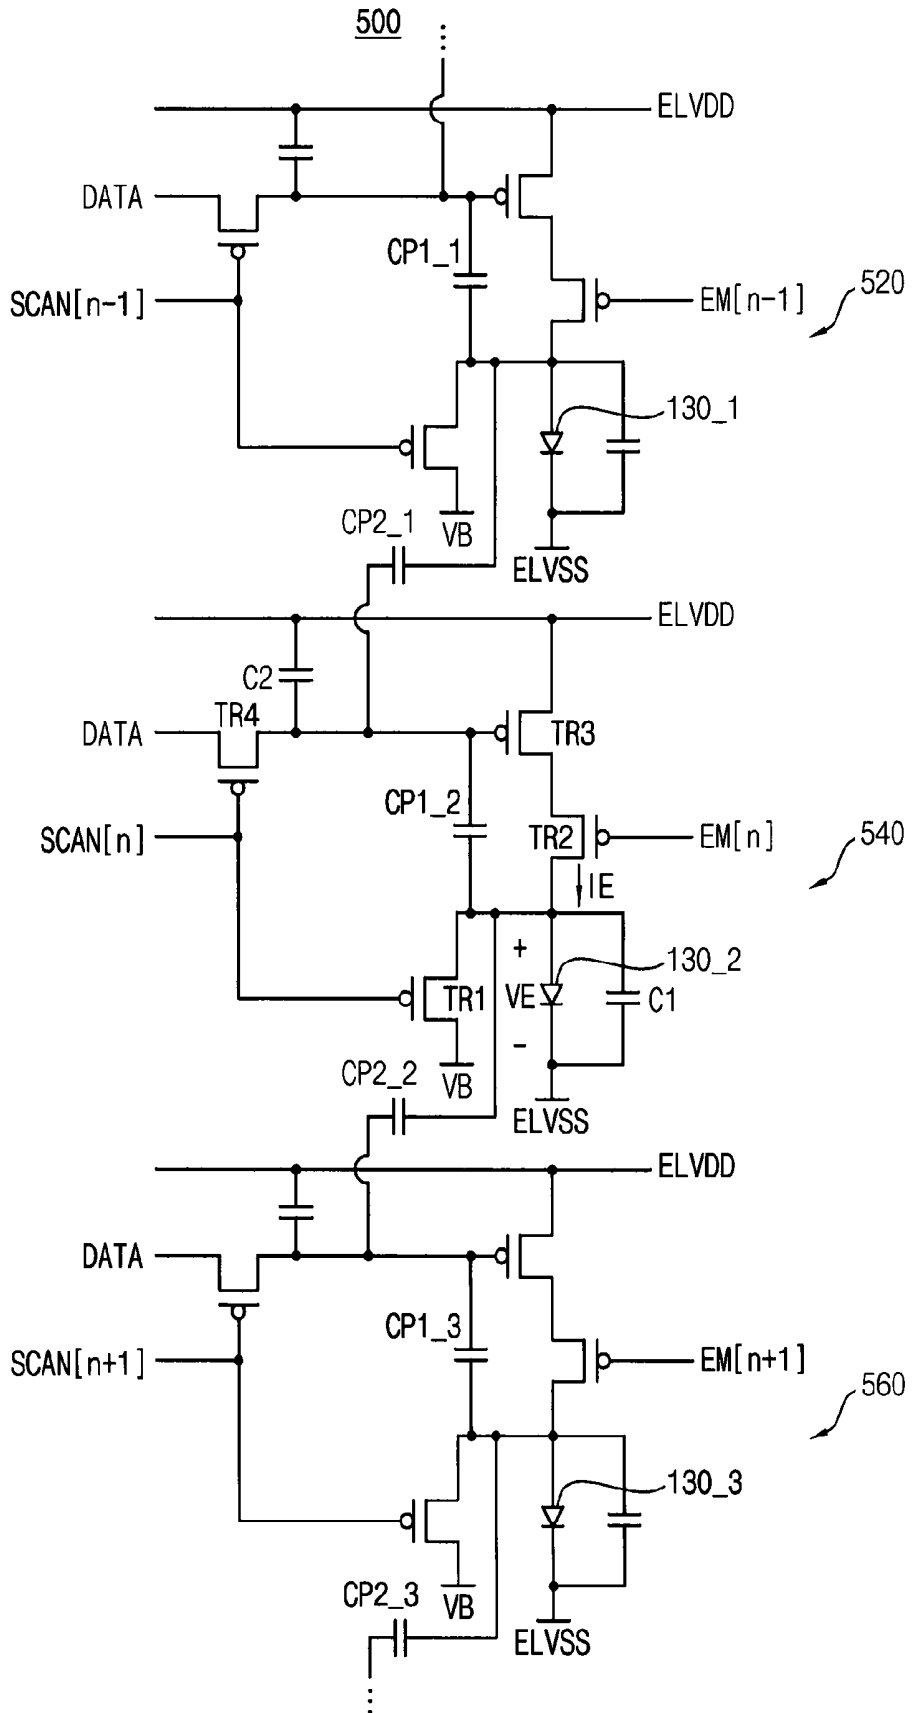 500
ELVDD
DATA
CP1_1
SCAN[n-1]
EM[n-1]
520
130_1
CP2_1
VB
ELVSS
ELVDD
C2
TR4
DATA
TR3
CP1_2
SCAN[n]
TR2
EM[n]
540
IE
+
130_2
TR1
VE
C1
-
CP2_2
VB
ELVSS
ELVDD
DATA
CP1_3
SCAN[n+1]
EM[n+1]
560
130_3
CP2_3
VB
ELVSS